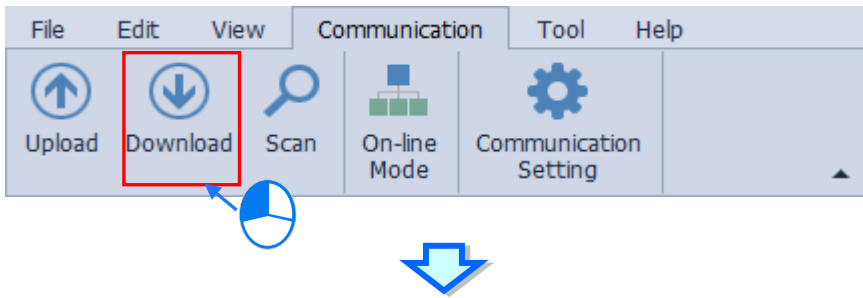 File Edit View Communication Tool Help
Upload Download Scan On-line Mode Communication Setting